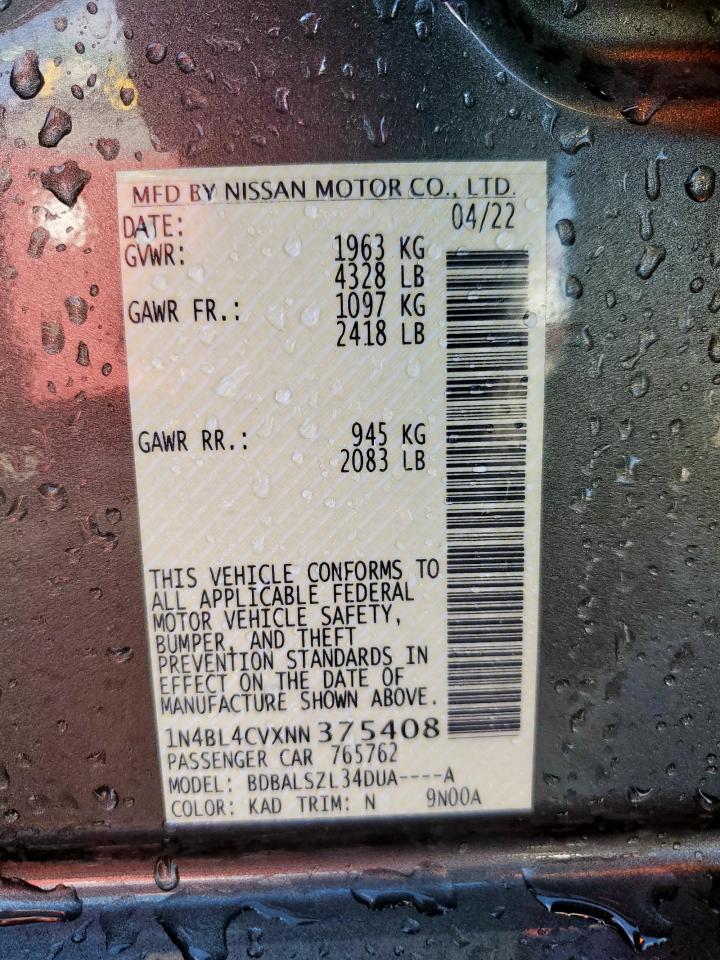 MFD BY NISSAN MOTOR CO., LTD.
DATE: 04/22
GVWR: 1963 KG
4328 LB
GAWR FR.: 1097 KG
2418 LB
GAWR RR.: 945 KG
2083 LB
THIS VEHICLE CONFORMS TO
ALL APPLICABLE FEDERAL
MOTOR VEHICLE SAFETY,
BUMPER, AND THEFT
PREVENTION STANDARDS IN
EFFECT ON THE DATE OF
MANUFACTURE SHOWN ABOVE.
1N4BL4CVXNN375408
PASSENGER CAR 765762
MODEL: BDBALSZL34DUA----A
COLOR: KAD TRIM: N 9N00A